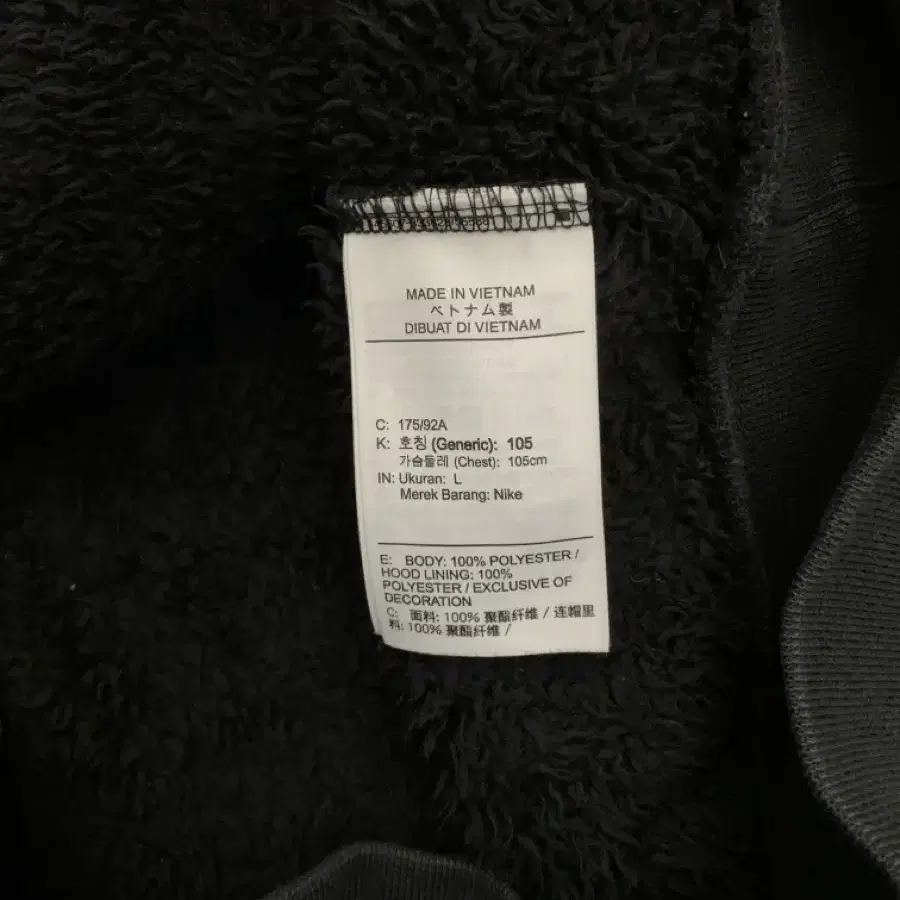 MADE IN VIETNAM
ベトナム製
DIBUAT DI VIETNAM
C: 175/92A
K: 호칭 (Generic): 105
가슴둘레 (Chest): 105cm
IN: Ukuran: L
Merek Barang: Nike
E: BODY: 100% POLYESTER /
HOOD LINING: 100%
POLYESTER / EXCLUSIVE OF
DECORATION
C: 面料: 100% 聚酯纤维 / 连帽里
料: 100% 聚酯纤维 /